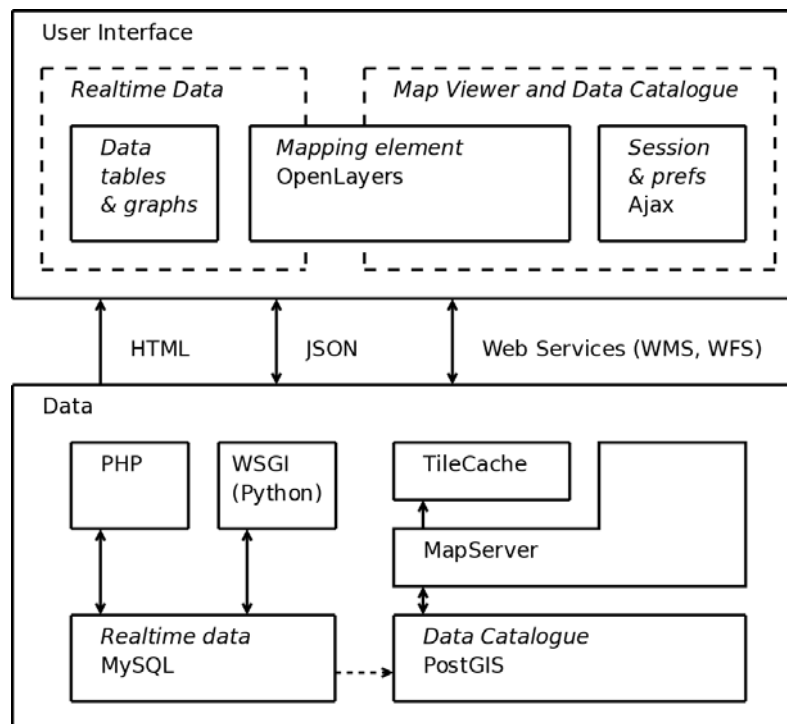 User Interface
Realtime Data
Map Viewer and Data Catalogue
Data
tables
& graphs
Mapping element
OpenLayers
Session
& prefs
Ajax
HTML
JSON
Web Services (WMS, WFS)
Data
PHP
WSGI
(Python)
TileCache
MapServer
Realtime data
MySQL
Data Catalogue
PostGIS